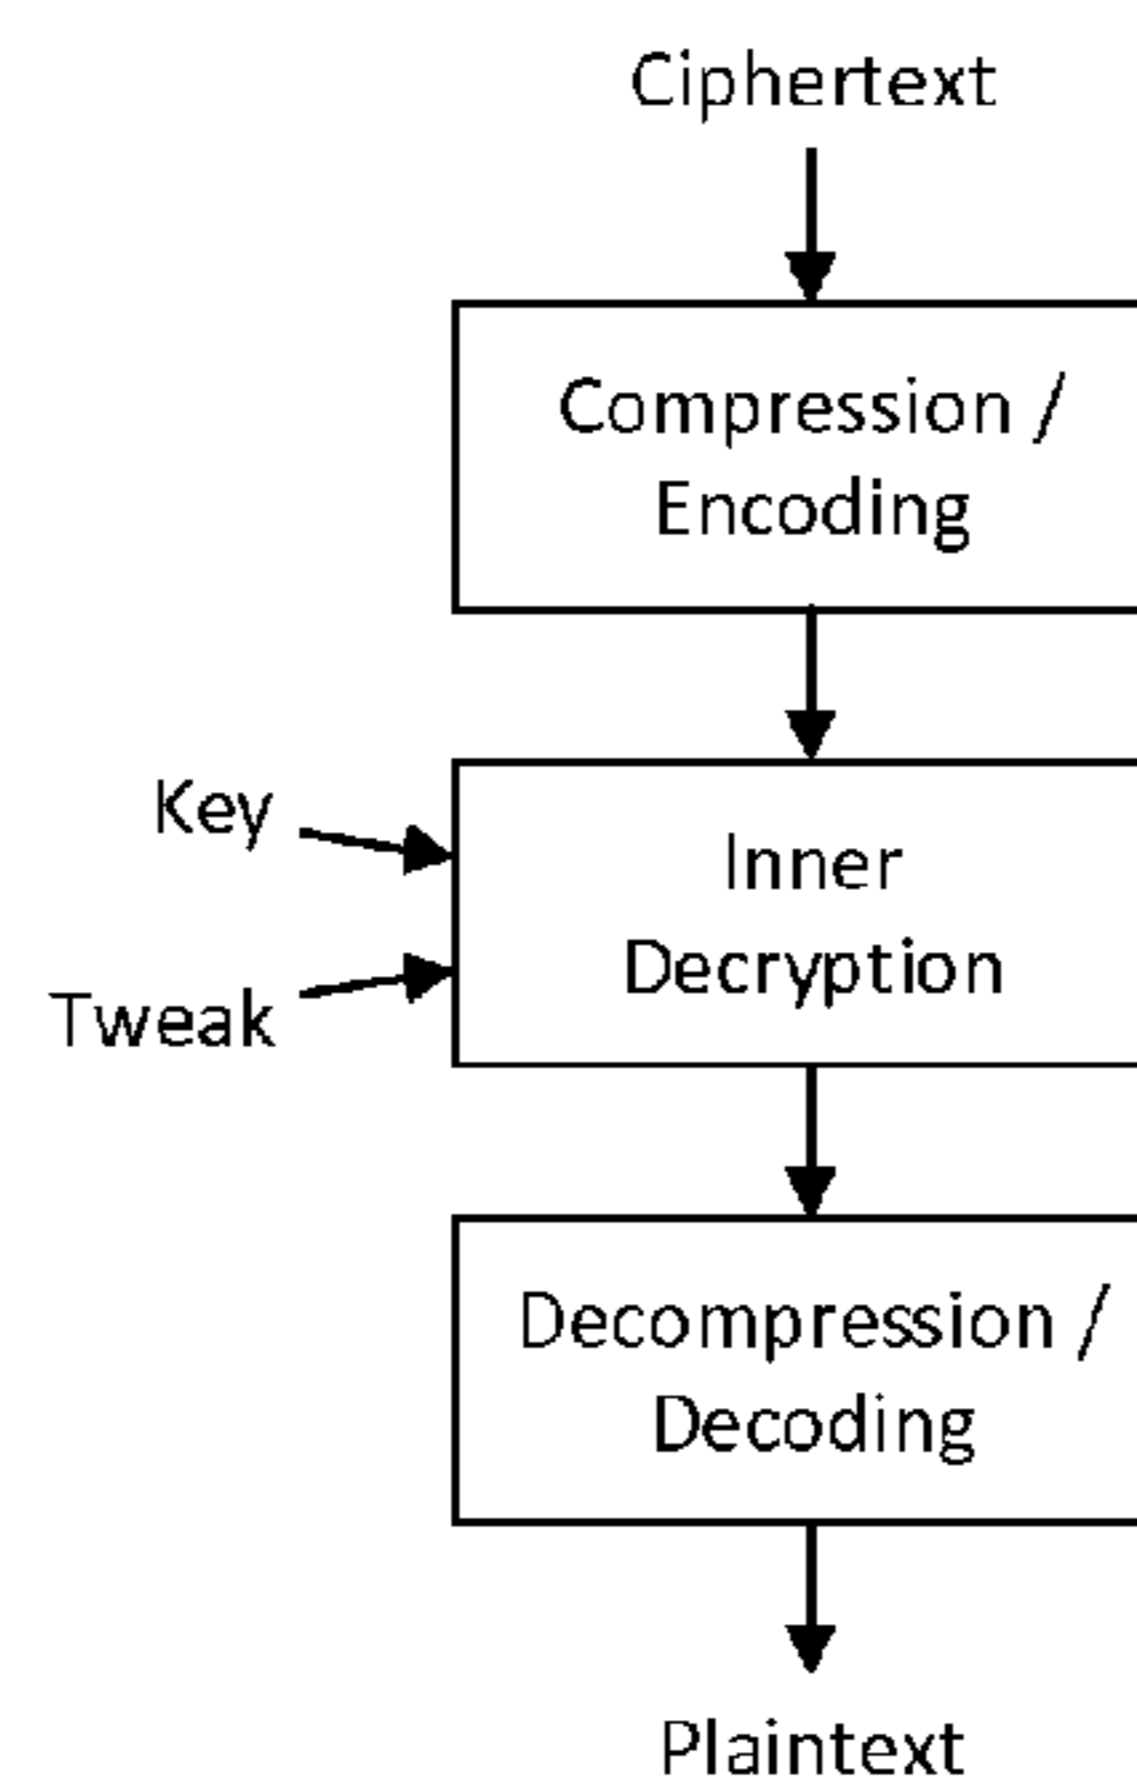 Ciphertext
Compression /
Encoding
Key
Inner
Decryption
Tweak
Decompression /
Decoding
Plaintext